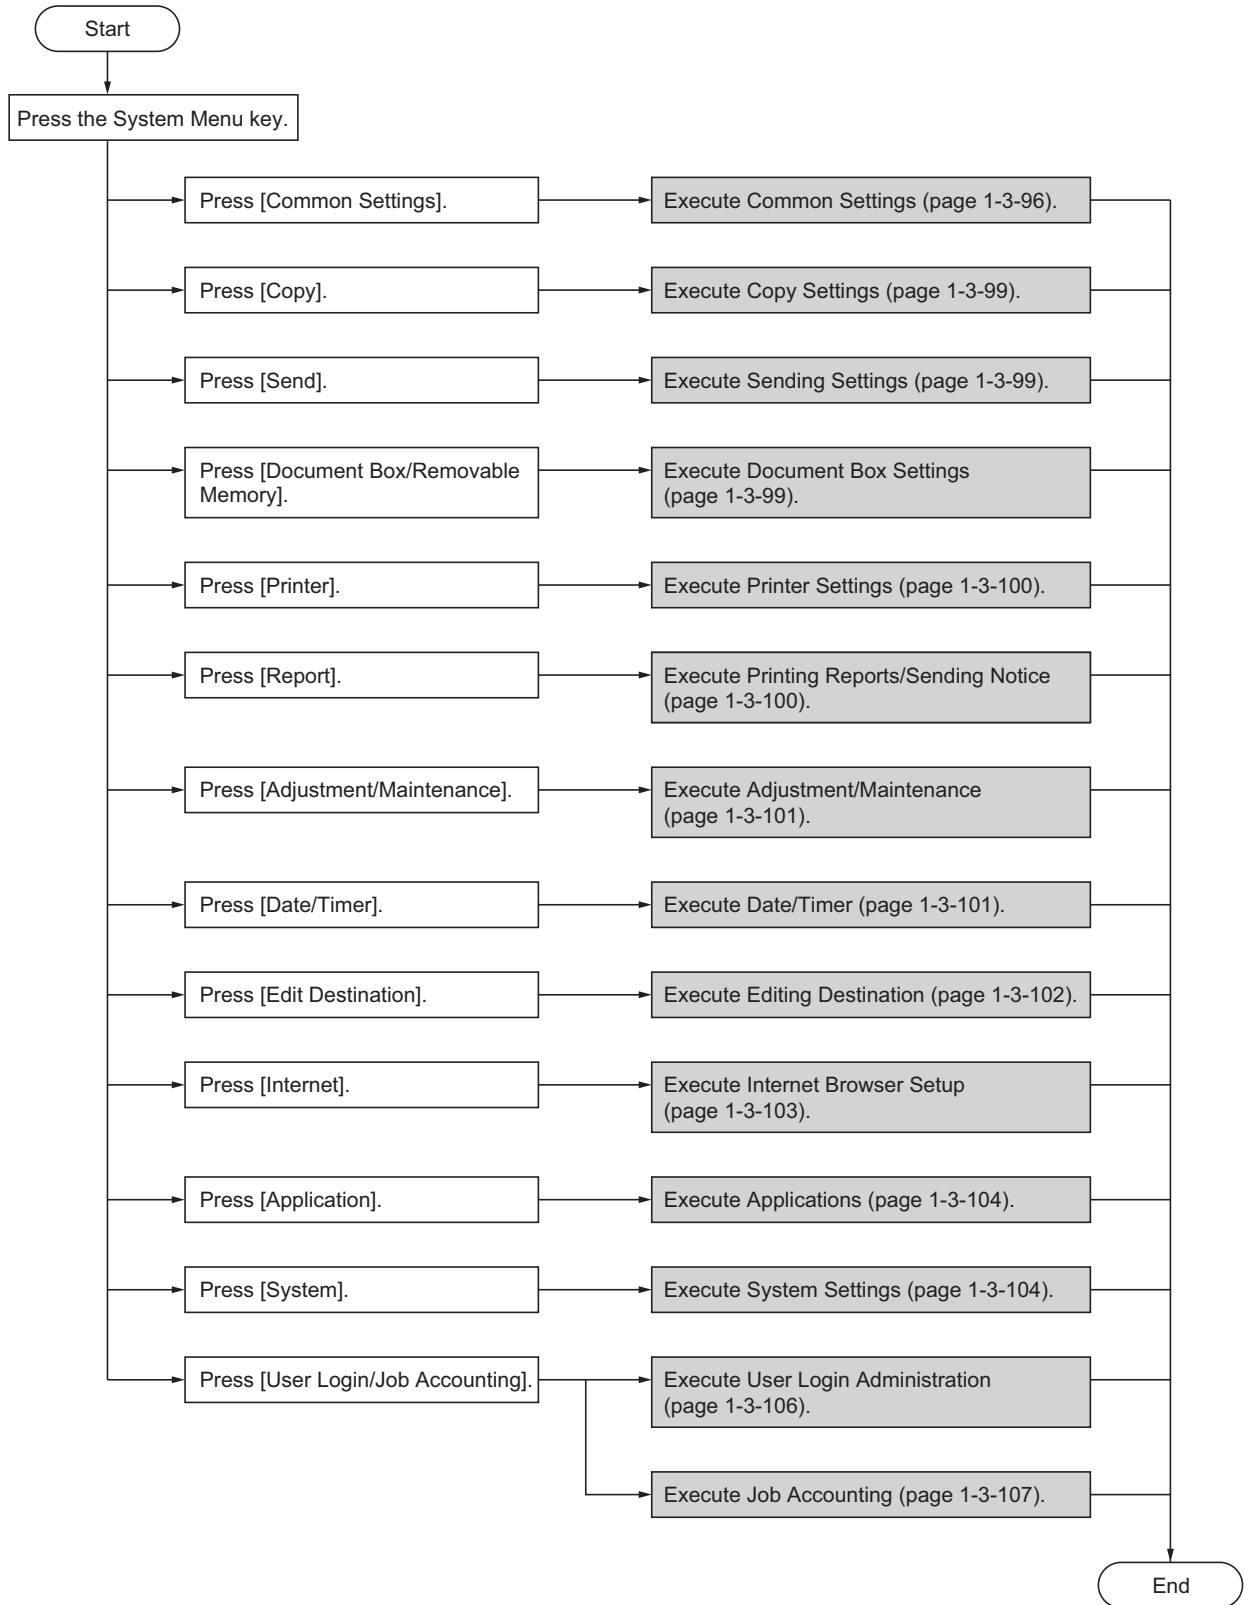 Start
Press the System Menu key.
Press [Common Settings].
Execute Common Settings (page 1-3-96).
Press [Copy].
Execute Copy Settings (page 1-3-99).
Press [Send].
Execute Sending Settings (page 1-3-99).
Press [Document Box/Removable
Memory].
Execute Document Box Settings
(page 1-3-99).
Press [Printer].
Execute Printer Settings (page 1-3-100).
Press [Report].
Execute Printing Reports/Sending Notice
(page 1-3-100).
Press [Adjustment/Maintenance].
Execute Adjustment/Maintenance
(page 1-3-101).
Press [Date/Timer].
Execute Date/Timer (page 1-3-101).
Press [Edit Destination].
Execute Editing Destination (page 1-3-102).
Press [Internet].
Execute Internet Browser Setup
(page 1-3-103).
Press [Application].
Execute Applications (page 1-3-104).
Press [System].
Execute System Settings (page 1-3-104).
Press [User Login/Job Accounting].
Execute User Login Administration
(page 1-3-106).
Execute Job Accounting (page 1-3-107).
End